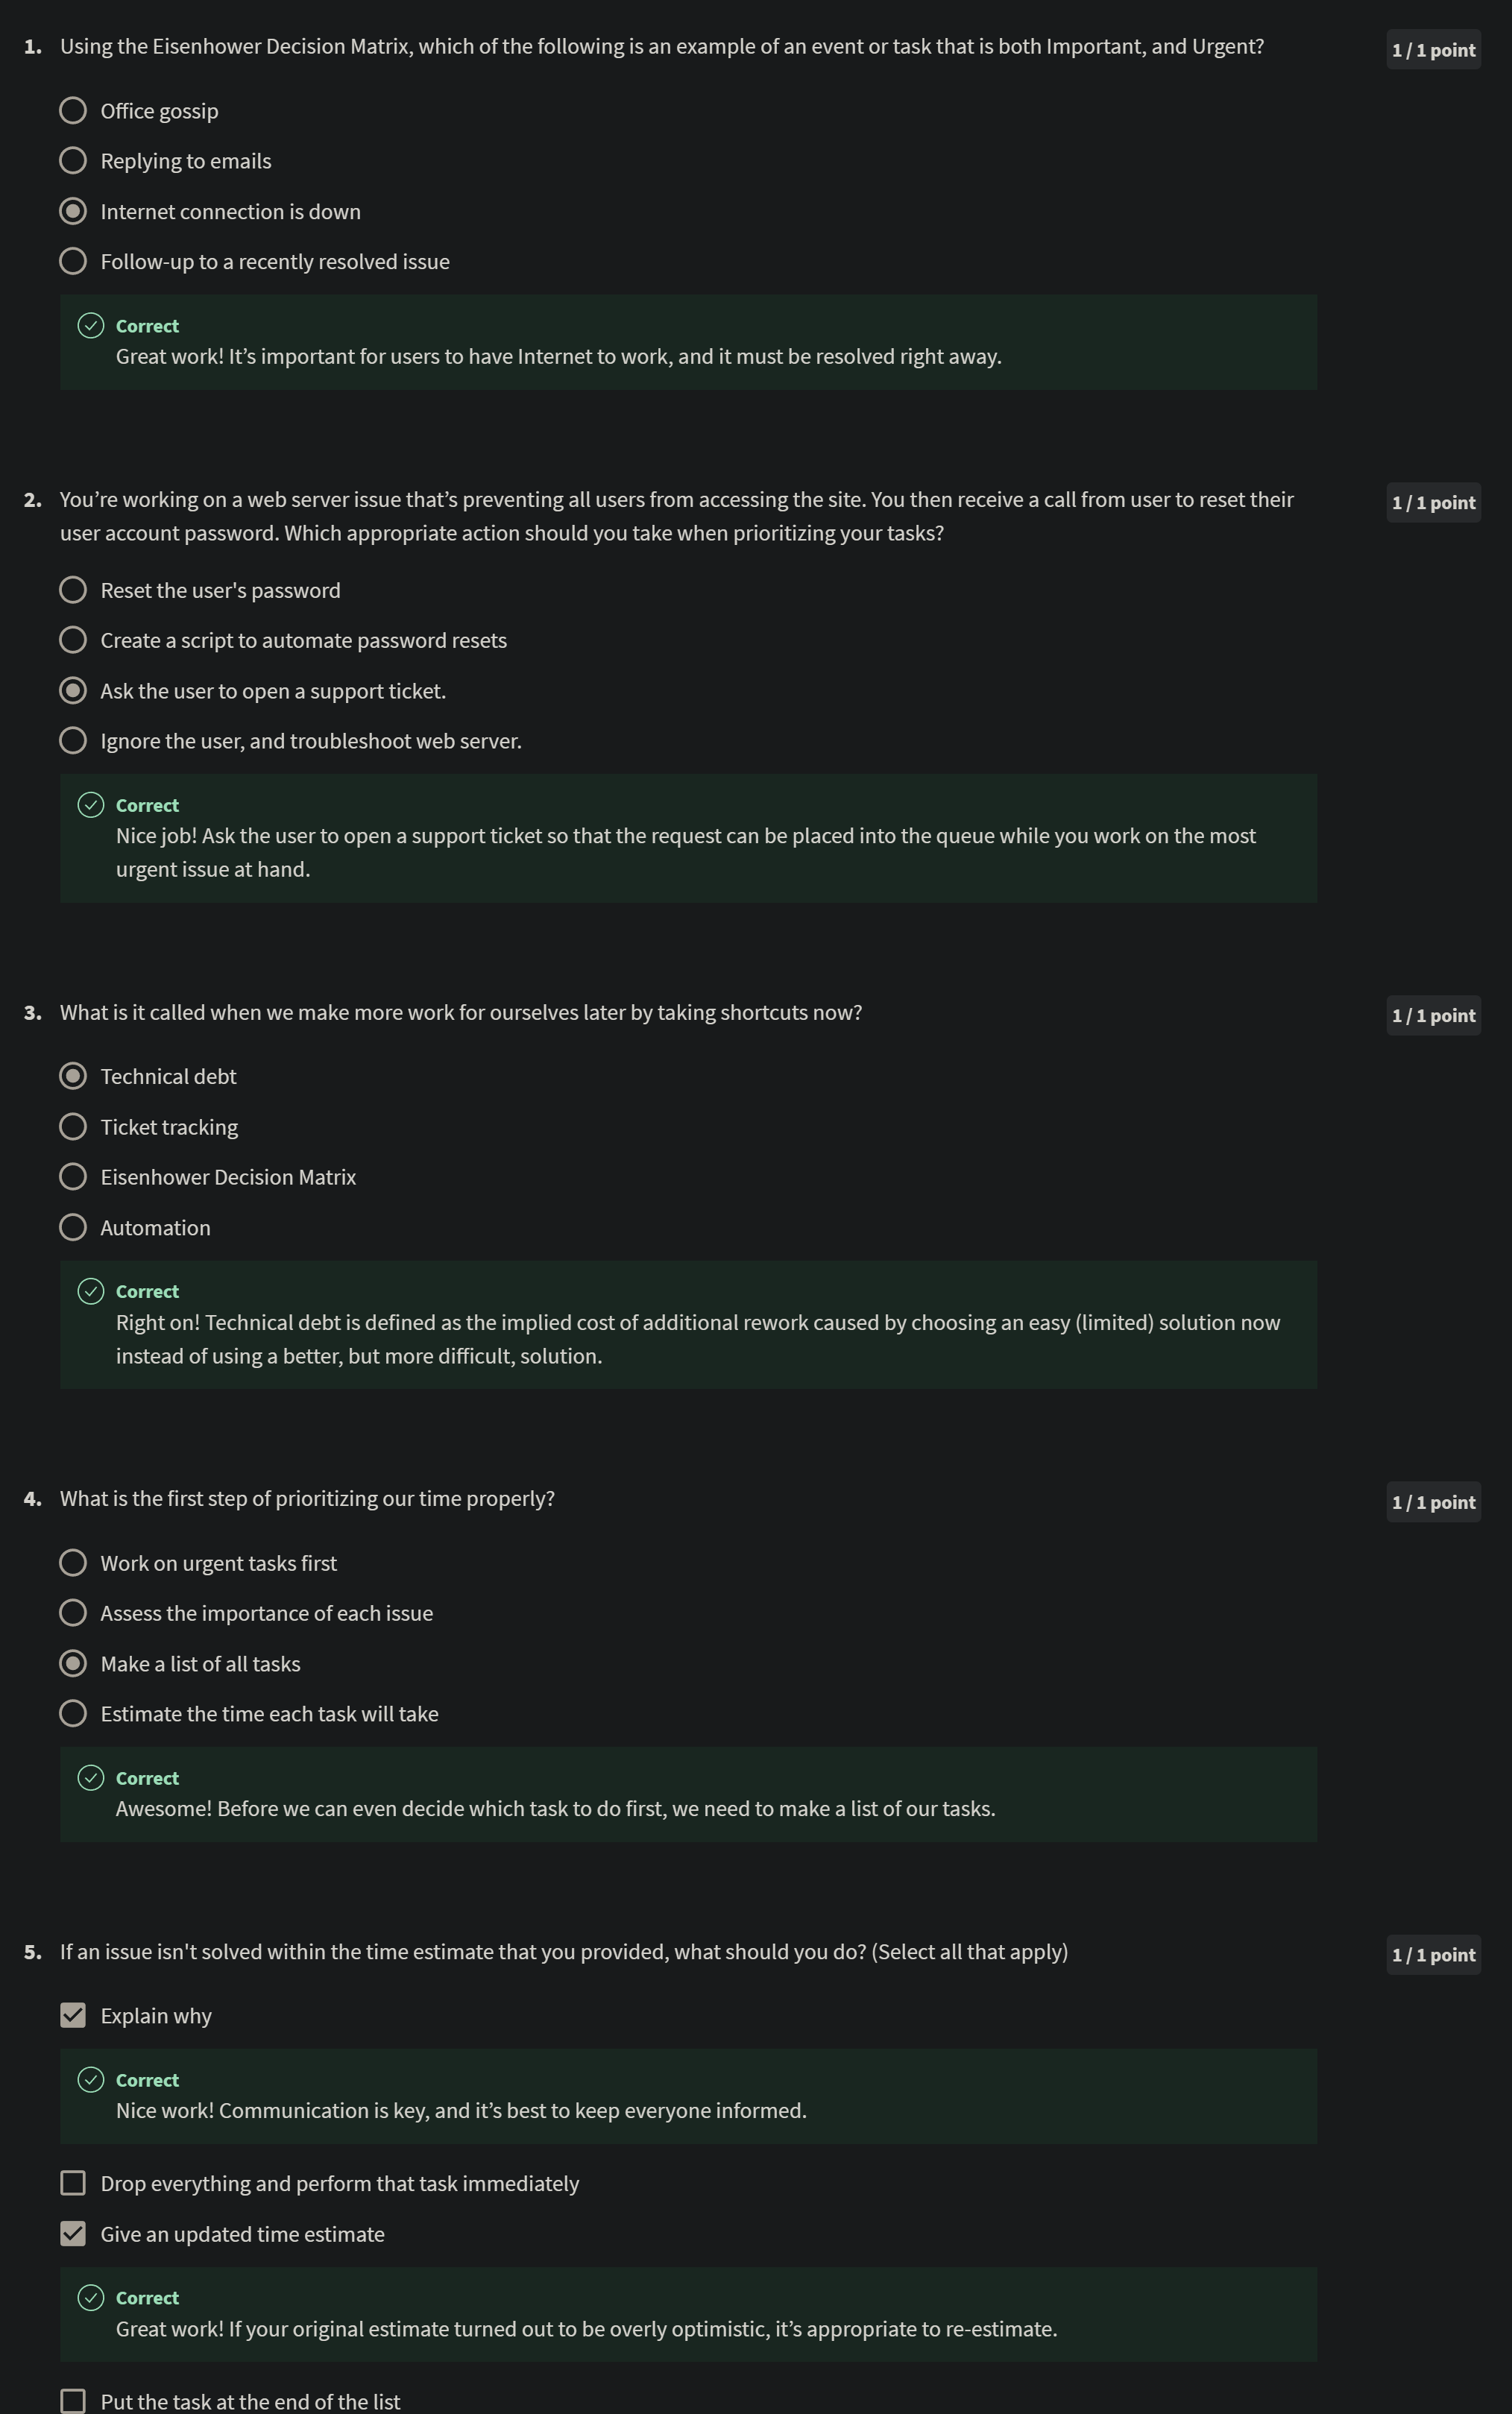 1. Using the Eisenhower Decision Matrix, which of the following is an example of an event or task that is both Important, and Urgent?
1 / 1 point
Office gossip
Replying to emails
Internet connection is down
Follow-up to a recently resolved issue
Correct
Great work! It’s important for users to have Internet to work, and it must be resolved right away.
2. You’re working on a web server issue that’s preventing all users from accessing the site. You then receive a call from user to reset their
user account password. Which appropriate action should you take when prioritizing your tasks?
1 / 1 point
Reset the user's password
Create a script to automate password resets
Ask the user to open a support ticket.
Ignore the user, and troubleshoot web server.
Correct
Nice job! Ask the user to open a support ticket so that the request can be placed into the queue while you work on the most
urgent issue at hand.
3. What is it called when we make more work for ourselves later by taking shortcuts now?
1 / 1 point
Technical debt
Ticket tracking
Eisenhower Decision Matrix
Automation
Correct
Right on! Technical debt is defined as the implied cost of additional rework caused by choosing an easy (limited) solution now
instead of using a better, but more difficult, solution.
4. What is the first step of prioritizing our time properly?
1 / 1 point
Work on urgent tasks first
Assess the importance of each issue
Make a list of all tasks
Estimate the time each task will take
Correct
Awesome! Before we can even decide which task to do first, we need to make a list of our tasks.
5. If an issue isn't solved within the time estimate that you provided, what should you do? (Select all that apply)
1 / 1 point
Explain why
Correct
Nice work! Communication is key, and it’s best to keep everyone informed.
Drop everything and perform that task immediately
Give an updated time estimate
Correct
Great work! If your original estimate turned out to be overly optimistic, it’s appropriate to re-estimate.
Put the task at the end of the list